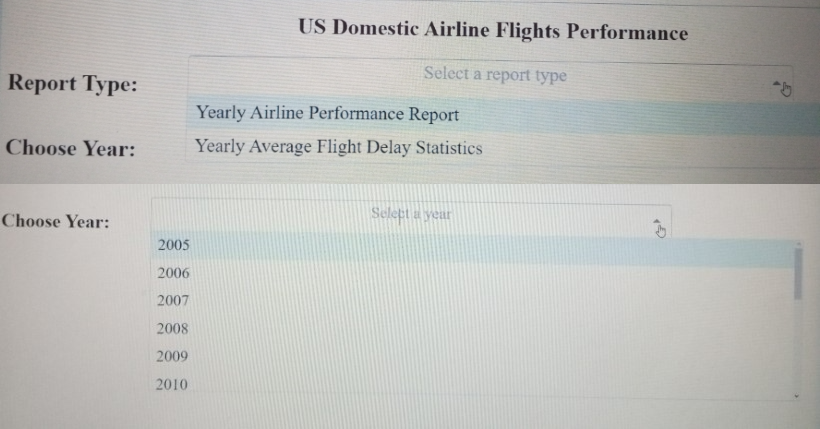 US Domestic Airline Flights Performance
Report Type:
Select a report type
Yearly Airline Performance Report
Choose Year:
Yearly Average Flight Delay Statistics
Choose Year:
Select a year
2005
2006
2007
2008
2009
2010